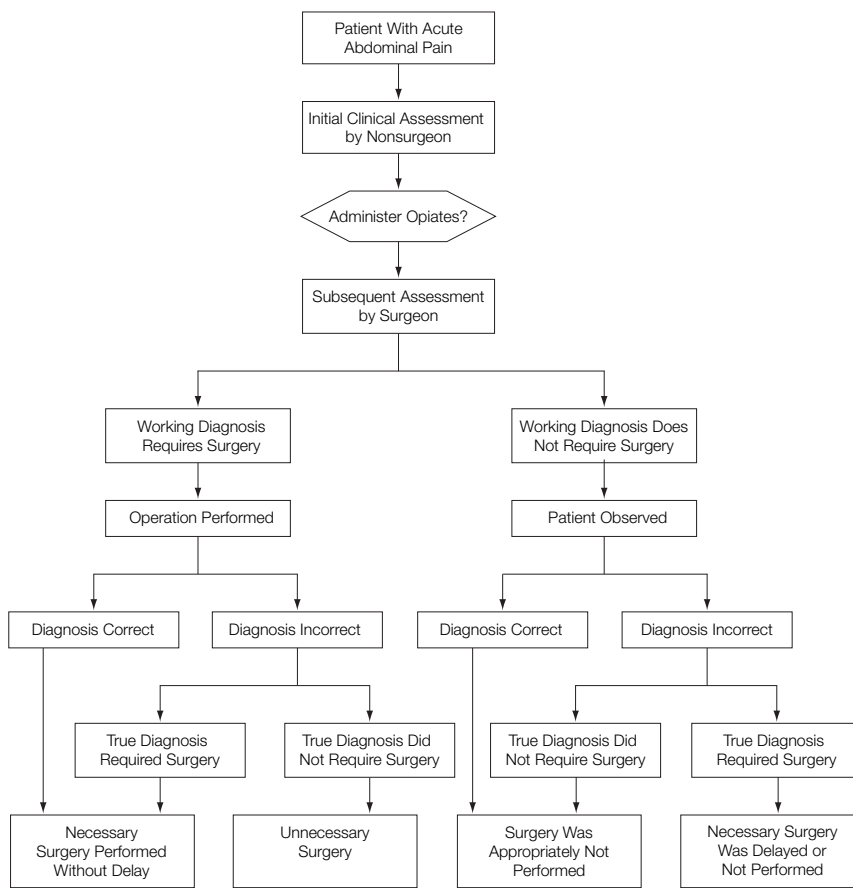 Patient With Acute
Abdominal Pain
Initial Clinical Assessment
by Nonsurgeon
Administer Opiates?
Subsequent Assessment
by Surgeon
Working Diagnosis
Requires Surgery
Working Diagnosis Does
Not Require Surgery
Operation Performed
Patient Observed
Diagnosis Correct
Diagnosis Incorrect
Diagnosis Correct
Diagnosis Incorrect
True Diagnosis
Required Surgery
True Diagnosis Did
Not Require Surgery
True Diagnosis Did
Not Require Surgery
True Diagnosis
Required Surgery
Necessary
Surgery Performed
Without Delay
Unnecessary
Surgery
Surgery Was
Appropriately Not
Performed
Necessary Surgery
Was Delayed or
Not Performed